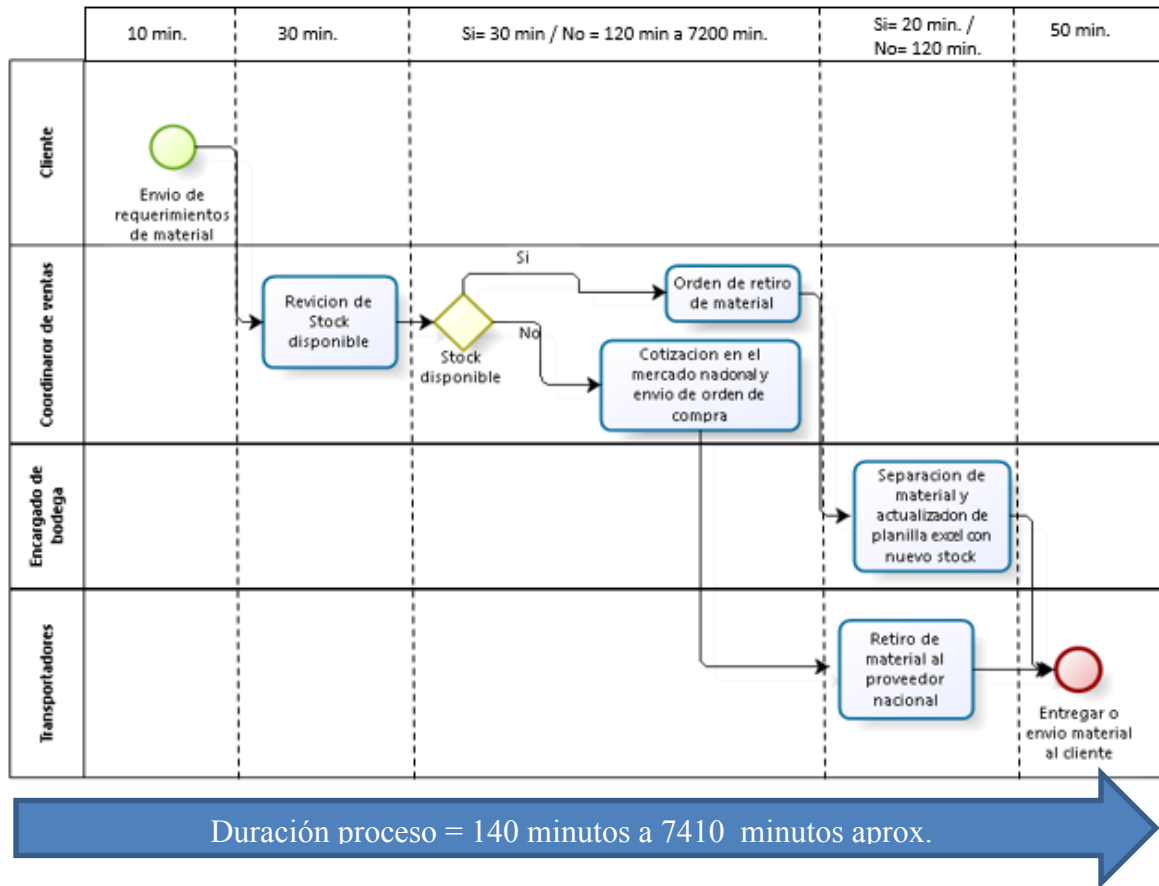 10 min.
30 min.
Si= 30 min / No = 120 min a 7200 min.
Si= 20 min. /
No= 120 min.
50 min.
Cliente
Envio de
requerimientos
de material
Coordinaror de ventas
Revicion de
Stock
disponible
Si
No
Stock
disponible
Orden de retiro
de material
Cotizacion en el
mercado nacional y
envio de orden de
compra
Encargado de
bodega
Separacion de
material y
actualizacion de
planilla excel con
nuevo stock
Transportadores
Retiro de
material al
proveedor
nacional
Entregar o
envio material
al cliente
Duración proceso = 140 minutos a 7410 minutos aprox.